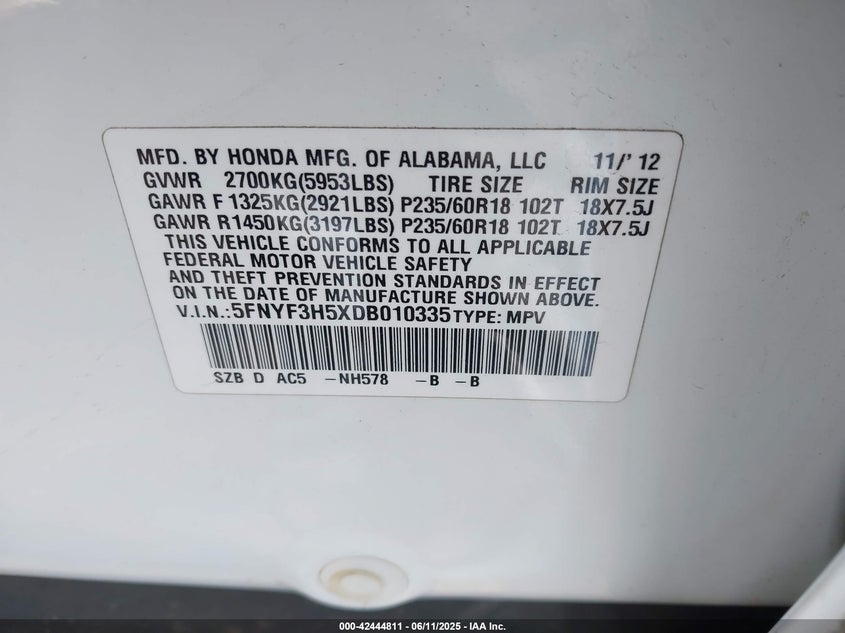 MFD. BY HONDA MFG. OF ALABAMA, LLC 11/' 12
GVWR 2700KG(5953LBS) TIRE SIZE RIM SIZE
GAWR F 1325KG(2921LBS) P235/60R18 102T 18X7.5J
GAWR R1450KG(3197LBS) P235/60R18 102T 18X7.5J
THIS VEHICLE CONFORMS TO ALL APPLICABLE
FEDERAL MOTOR VEHICLE SAFETY
AND THEFT PREVENTION STANDARDS IN EFFECT
ON THE DATE OF MANUFACTURE SHOWN ABOVE.
V.I.N.:5FNYF3H5XDB010335 TYPE: MPV
SZB D AC5 -NH578 -B -B
000-42444811 - 06/11/2025 - IAA Inc.